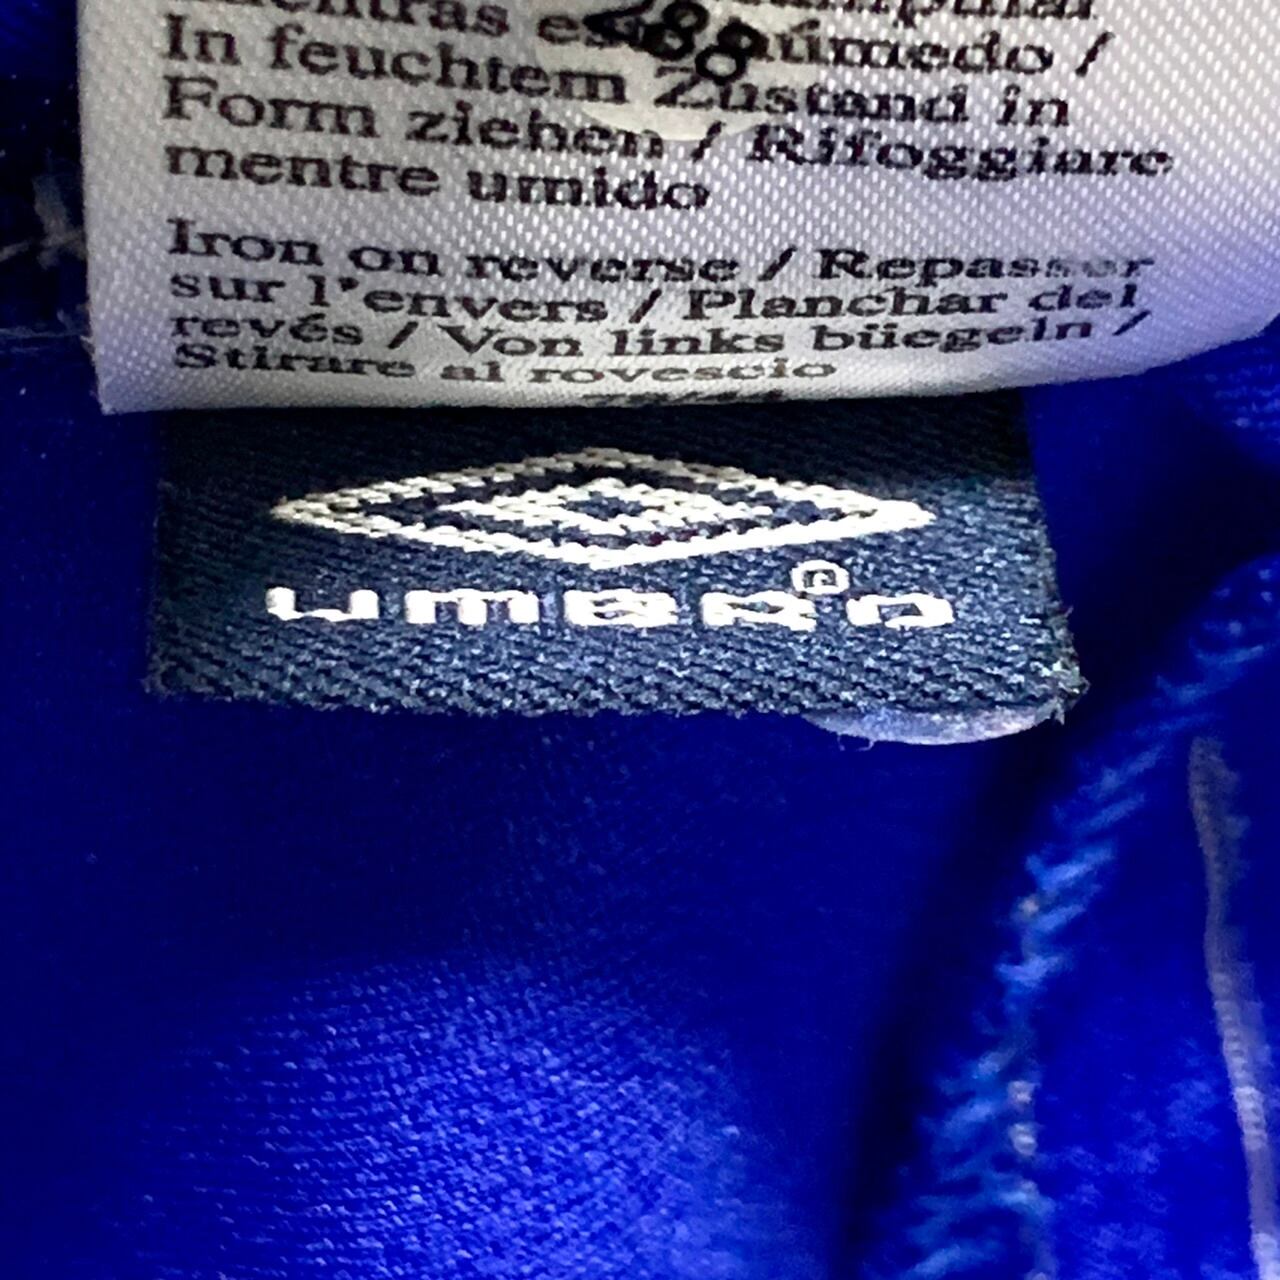 In feuchtem Zustand in
Form ziehen / Rifoggiare
mentre umido
Iron on reverse / Repasser
sur l'envers / Planchar del
revés / Von links büegeln /
Stirare al rovescio
umbro®